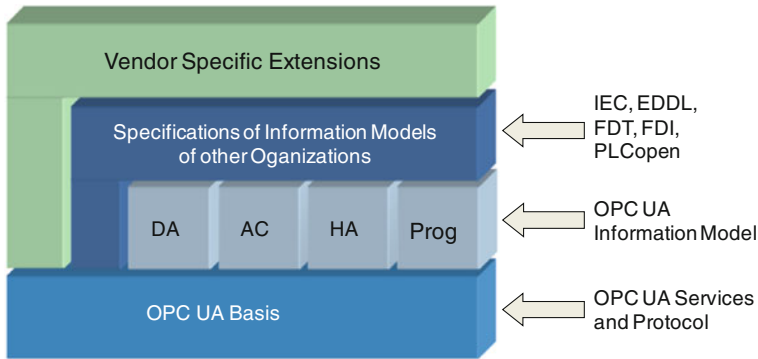 Vendor Specific Extensions
Specifications of Information Models
of other Oganizations
IEC, EDDL,
FDT, FDI,
PLCopen
DA
AC
HA
Prog
OPC UA
Information Model
OPC UA Basis
OPC UA Services
and Protocol